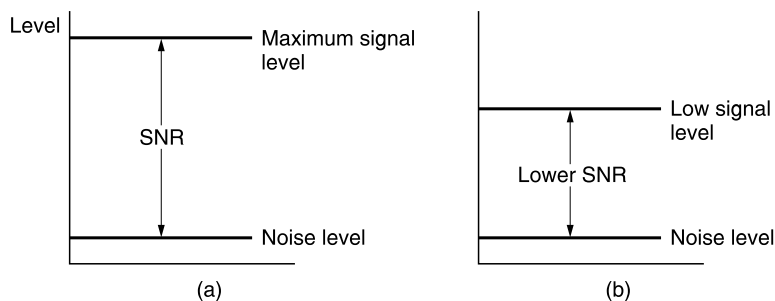 Level
Maximum signal
level
SNR
Noise level
(a)
Low signal
level
Lower SNR
Noise level
(b)